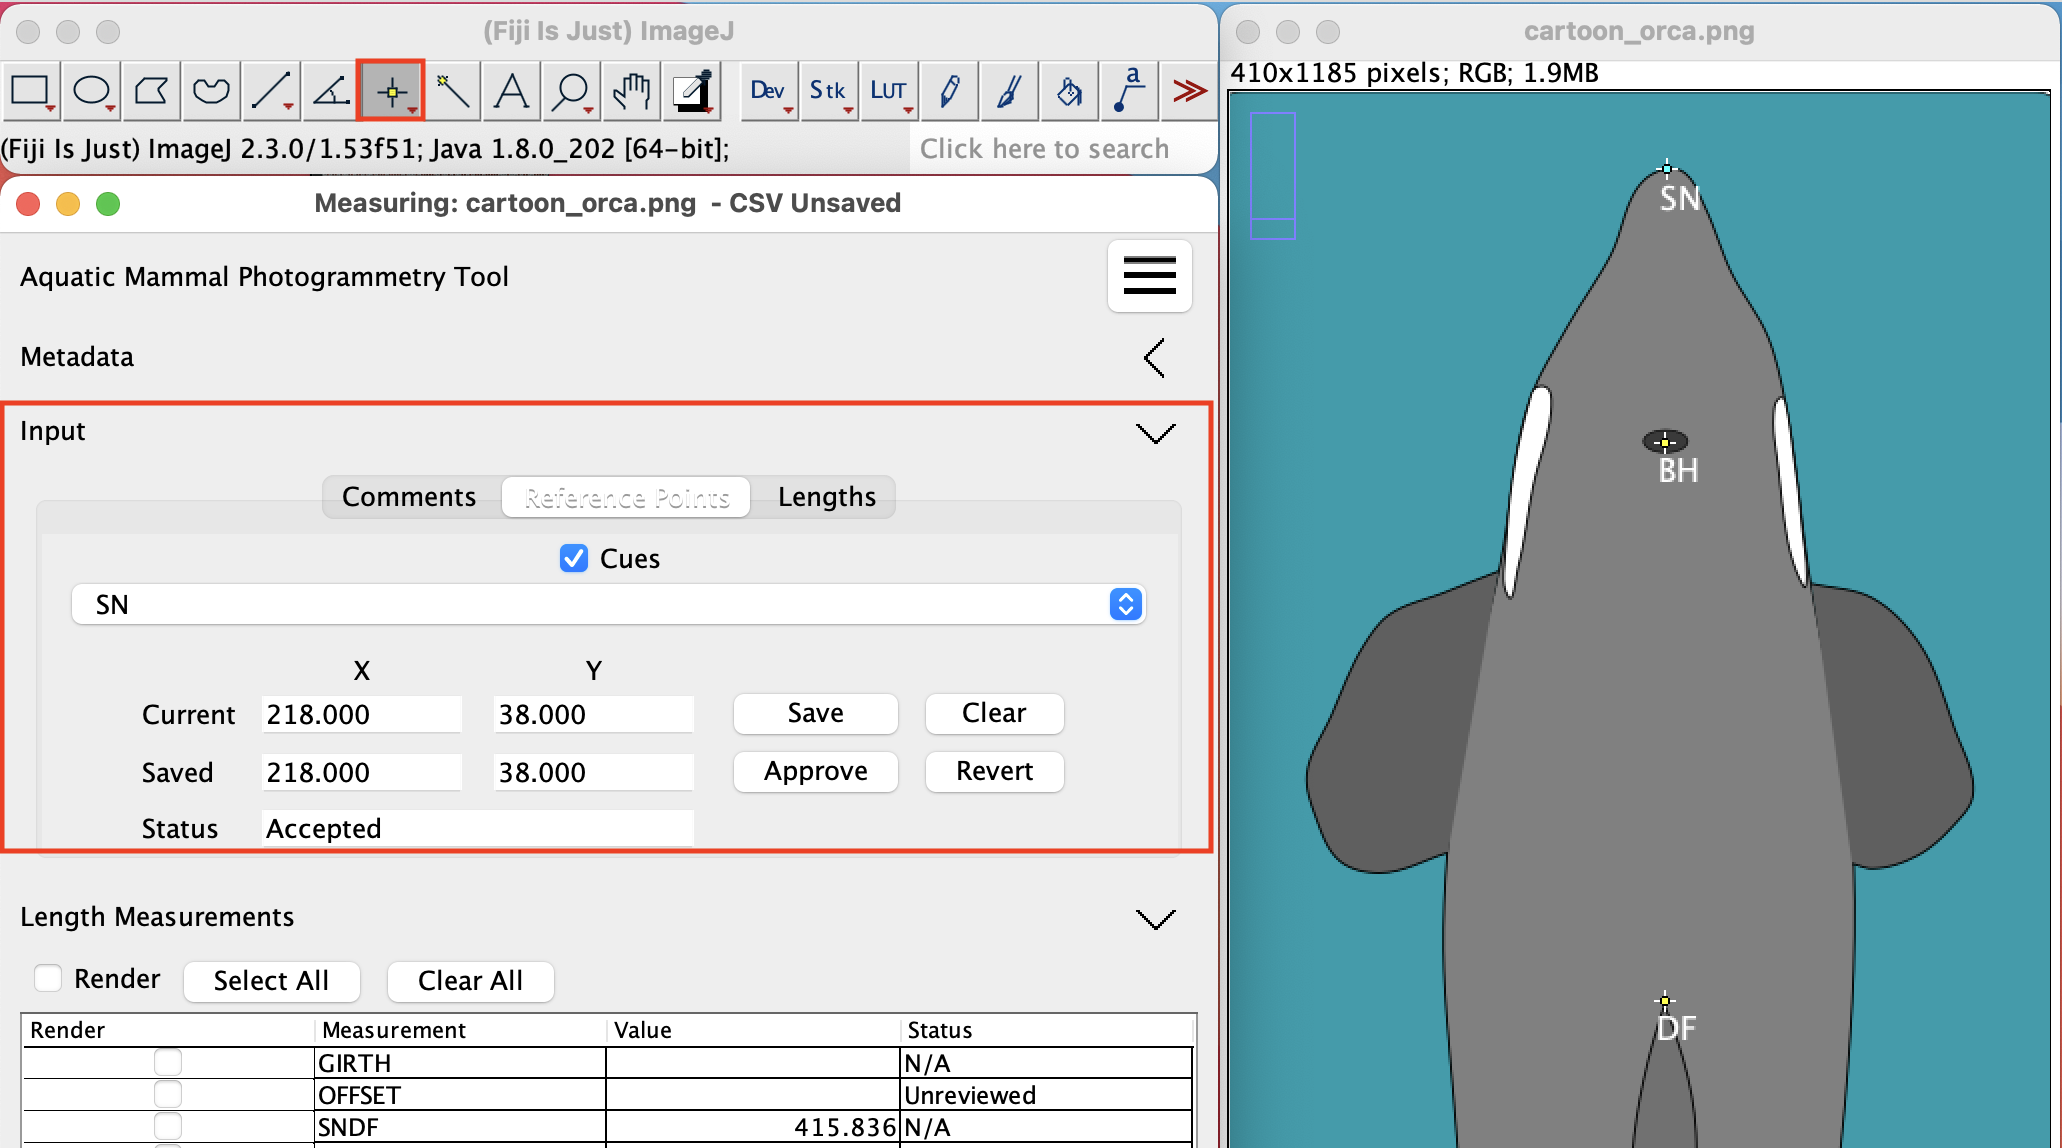 (Fiji Is Just) ImageJ
Dev Stk LUT a
(Fiji Is Just) ImageJ 2.3.0/1.53f51; Java 1.8.0_202 [64-bit];
Click here to search
Measuring: cartoon_orca.png - CSV Unsaved
Aquatic Mammal Photogrammetry Tool
Metadata
Input
Comments Reference Points Lengths
Cues
SN
X Y
Current 218.000 38.000 Save Clear
Saved 218.000 38.000 Approve Revert
Status Accepted
Length Measurements
Render Select All Clear All
Render Measurement Value Status
GIRTH N/A
OFFSET Unreviewed
SNDF 415.836 N/A
cartoon_orca.png
410x1185 pixels; RGB; 1.9MB
SN
BH
DF